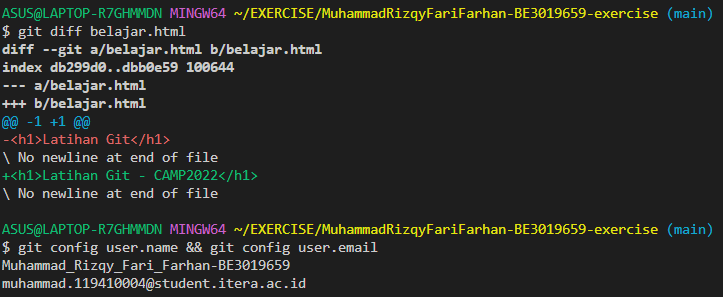 ASUS@LAPTOP-R7GHMMDN MINGW64 ~/EXERCISE/MuhammadRizqyFariFarhan-BE3019659-exercise (main)
$ git diff belajar.html
diff --git a/belajar.html b/belajar.html
index db299d0..dbb0e59 100644
--- a/belajar.html
+++ b/belajar.html
@@ -1 +1 @@
-<h1>Latihan Git</h1>
\ No newline at end of file
+<h1>Latihan Git - CAMP2022</h1>
\ No newline at end of file
ASUS@LAPTOP-R7GHMMDN MINGW64 ~/EXERCISE/MuhammadRizqyFariFarhan-BE3019659-exercise (main)
$ git config user.name && git config user.email
Muhammad_Rizqy_Fari_Farhan-BE3019659
muhammad.119410004@student.itera.ac.id